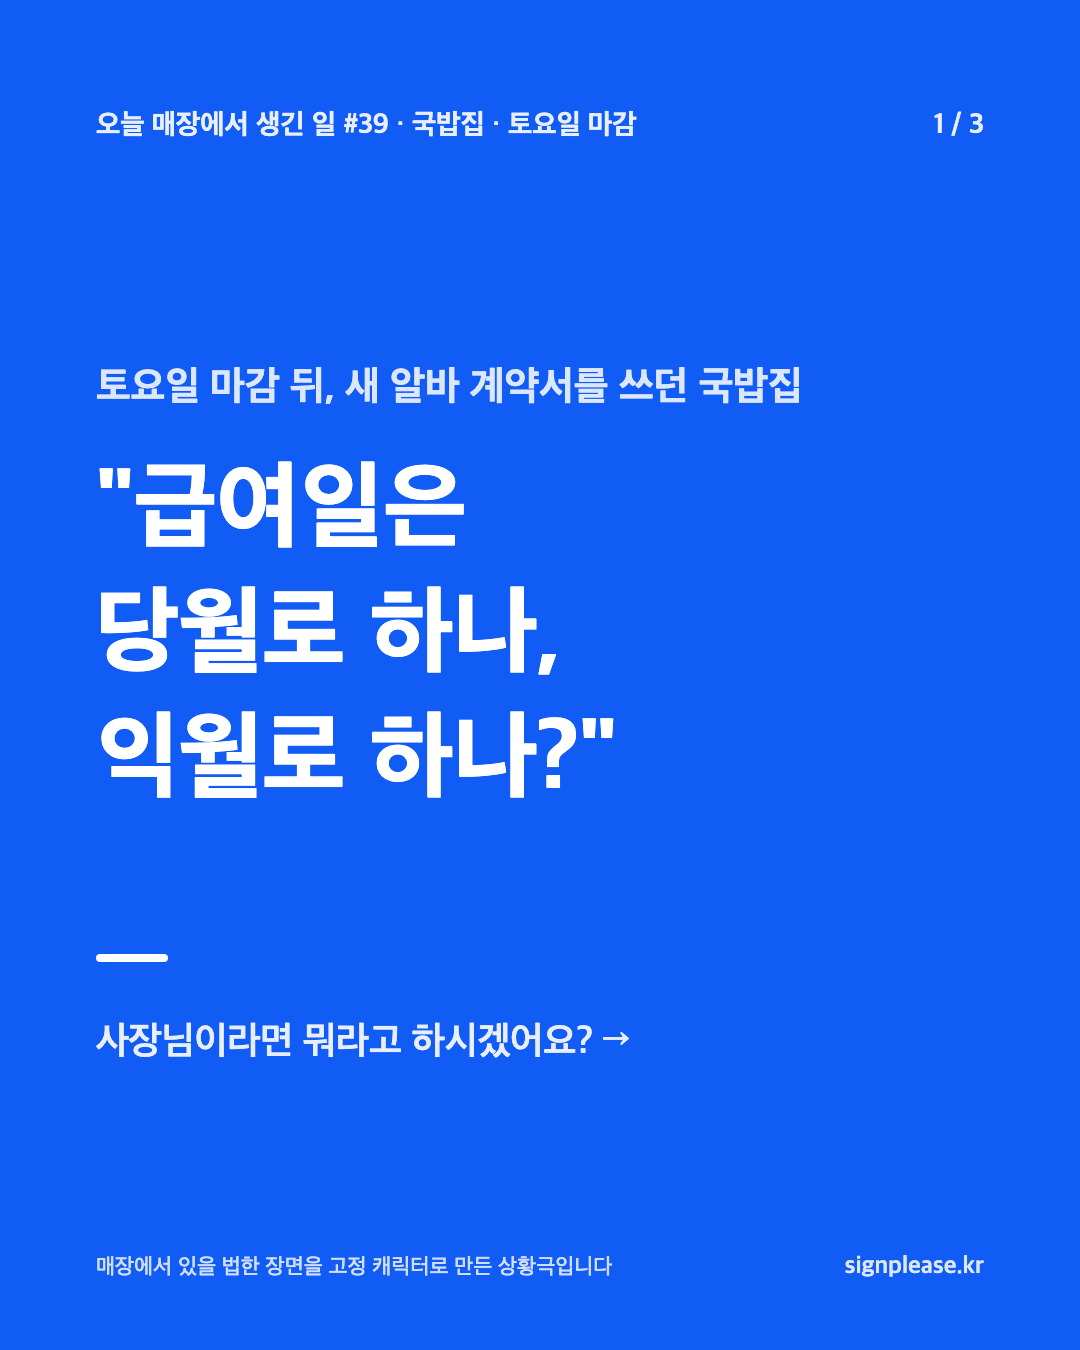 오늘 매장에서 생긴 일 #39 · 국밥집 · 토요일 마감
1 / 3
토요일 마감 뒤, 새 알바 계약서를 쓰던 국밥집
"급여일은
당월로 하나,
익월로 하나?"
사장님이라면 뭐라고 하시겠어요? →
매장에서 있을 법한 장면을 고정 캐릭터로 만든 상황극입니다
signplease.kr